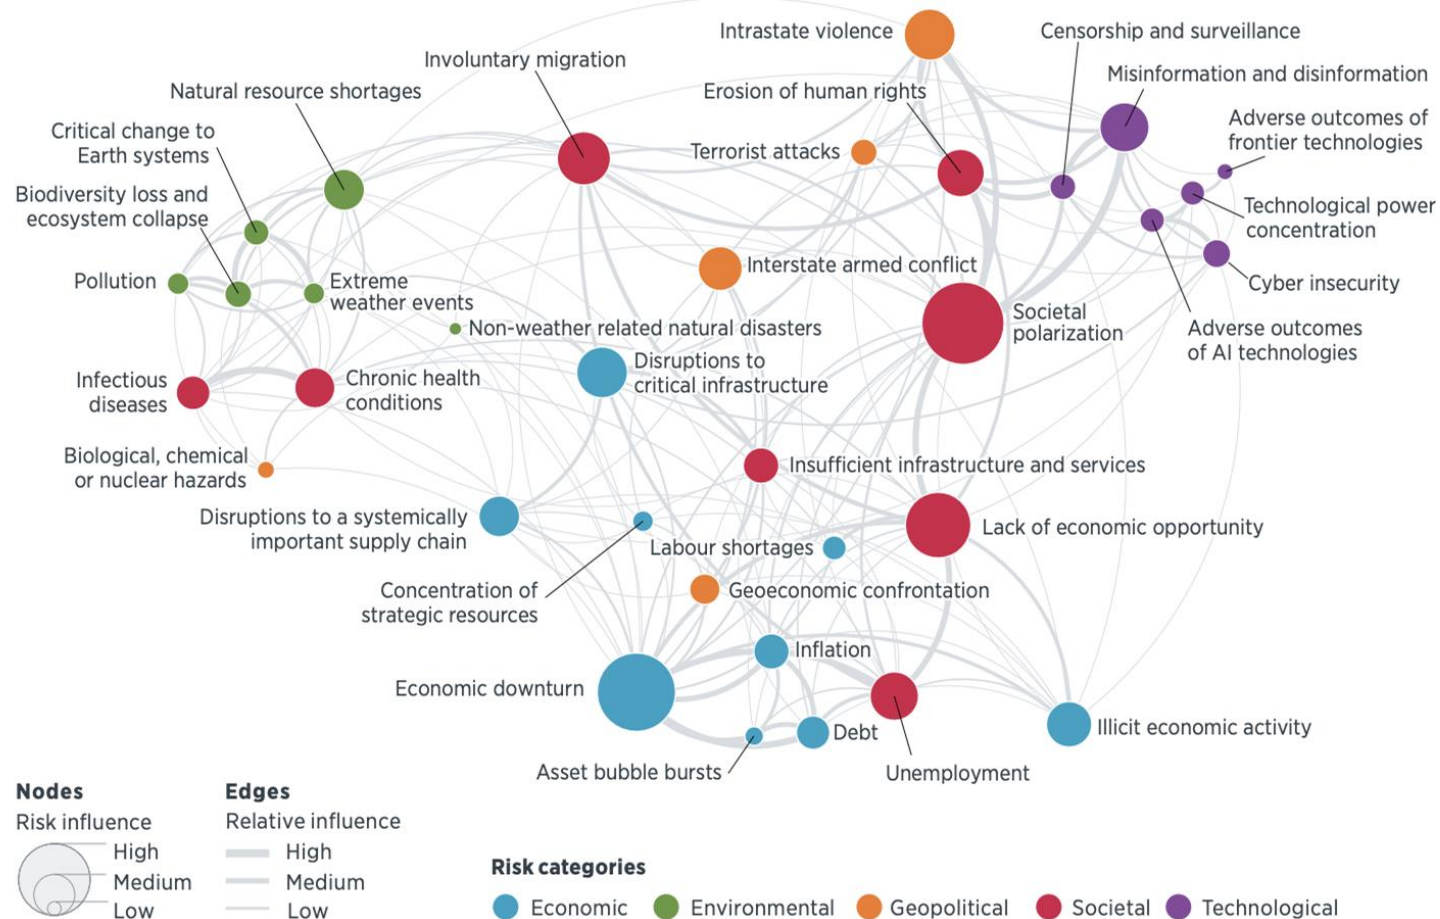 Intrastate violence
Censorship and surveillance
Involuntary migration
Misinformation and disinformation
Natural resource shortages
Erosion of human rights
Adverse outcomes of
frontier technologies
Critical change to
Earth systems
Terrorist attacks
Biodiversity loss and
ecosystem collapse
Technological power
concentration
Interstate armed conflict
Pollution
Extreme
weather events
Cyber insecurity
Societal
polarization
Non-weather related natural disasters
Adverse outcomes
of AI technologies
Disruptions to
critical infrastructure
Infectious
diseases
Chronic health
conditions
Biological, chemical
or nuclear hazards
Insufficient infrastructure and services
Disruptions to a systemically
important supply chain
Lack of economic opportunity
Labour shortages
Concentration of
strategic resources
Geoeconomic confrontation
Inflation
Economic downturn
Illicit economic activity
Debt
Asset bubble bursts
Unemployment
Nodes
Risk influence
High
Medium
Low
Edges
Relative influence
High
Medium
Low
Risk categories
Economic
Environmental
Geopolitical
Societal
Technological